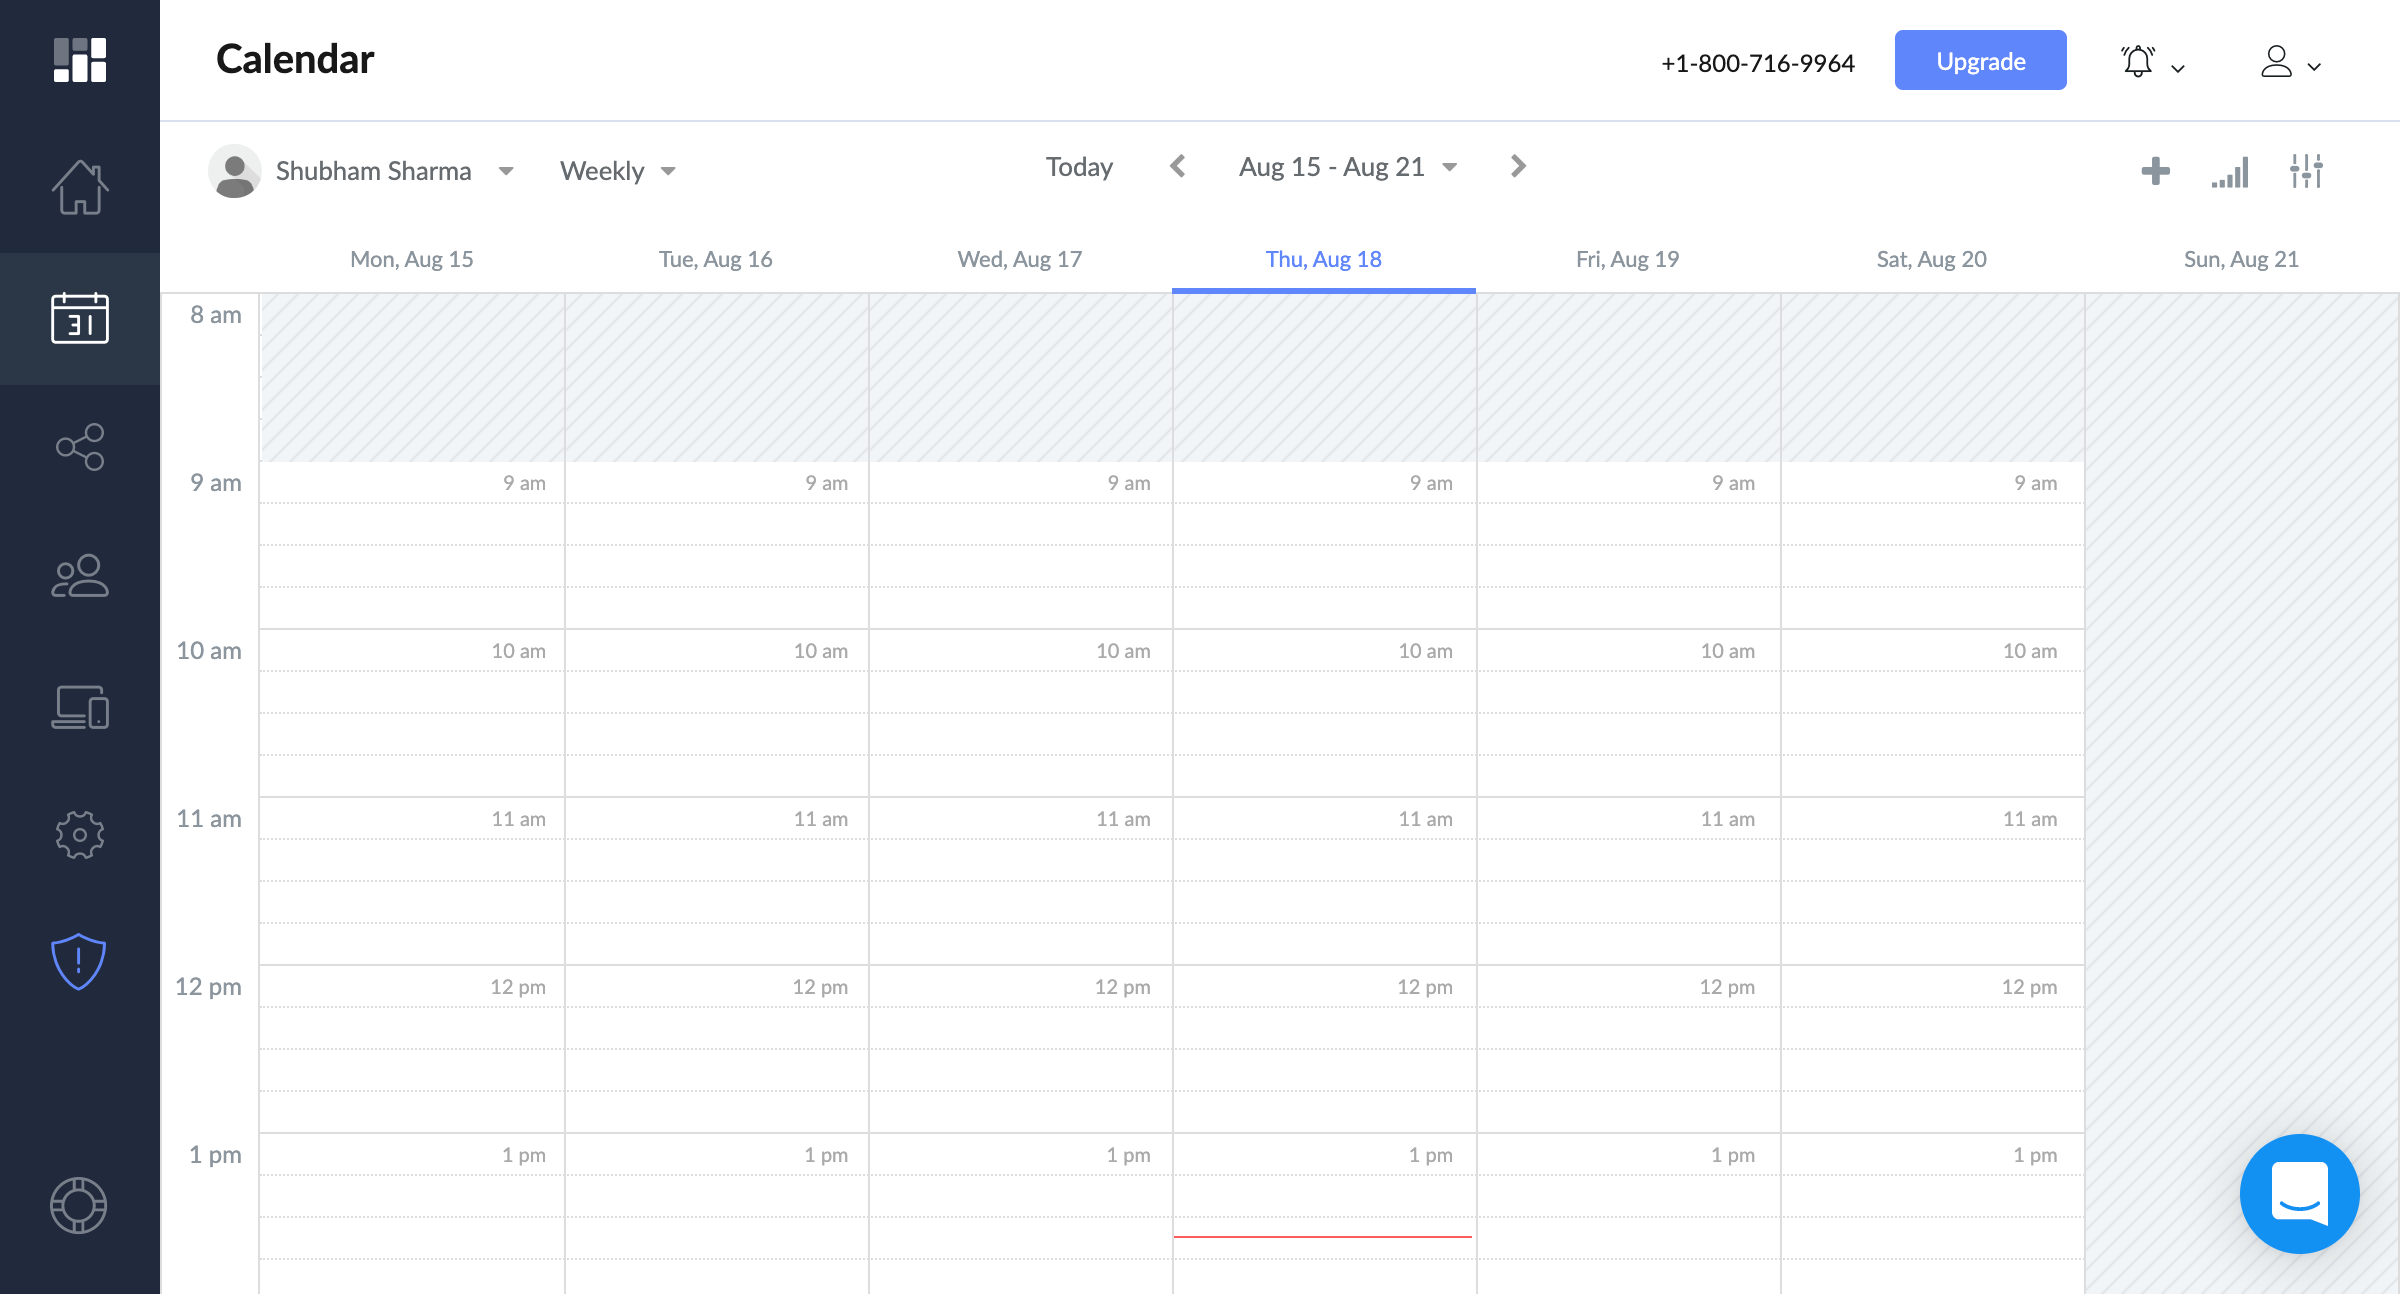 Calendar
+1-800-716-9964
Upgrade
Shubham Sharma
Weekly
Today
Aug 15 - Aug 21
Mon, Aug 15
Tue, Aug 16
Wed, Aug 17
Thu, Aug 18
Fri, Aug 19
Sat, Aug 20
Sun, Aug 21
31
8 am
9 am 9 am 9 am 9 am 9 am 9 am 9 am
10 am 10 am 10 am 10 am 10 am 10 am 10 am
11 am 11 am 11 am 11 am 11 am 11 am 11 am
12 pm 12 pm 12 pm 12 pm 12 pm 12 pm 12 pm
1 pm 1 pm 1 pm 1 pm 1 pm 1 pm 1 pm